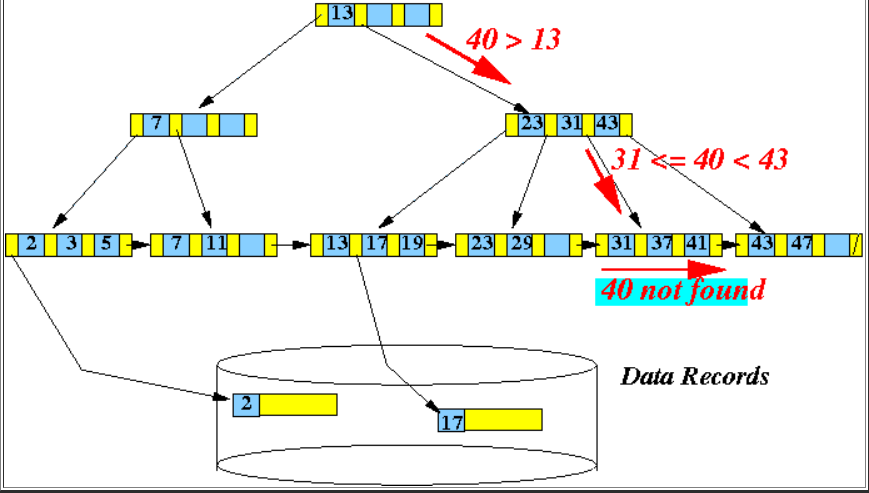 13
40 > 13
7
23 31 43
31 <= 40 < 43
2 3 5 7 11 13 17 19 23 29 31 37 41 43 47 /
40 not found
Data Records
2
17